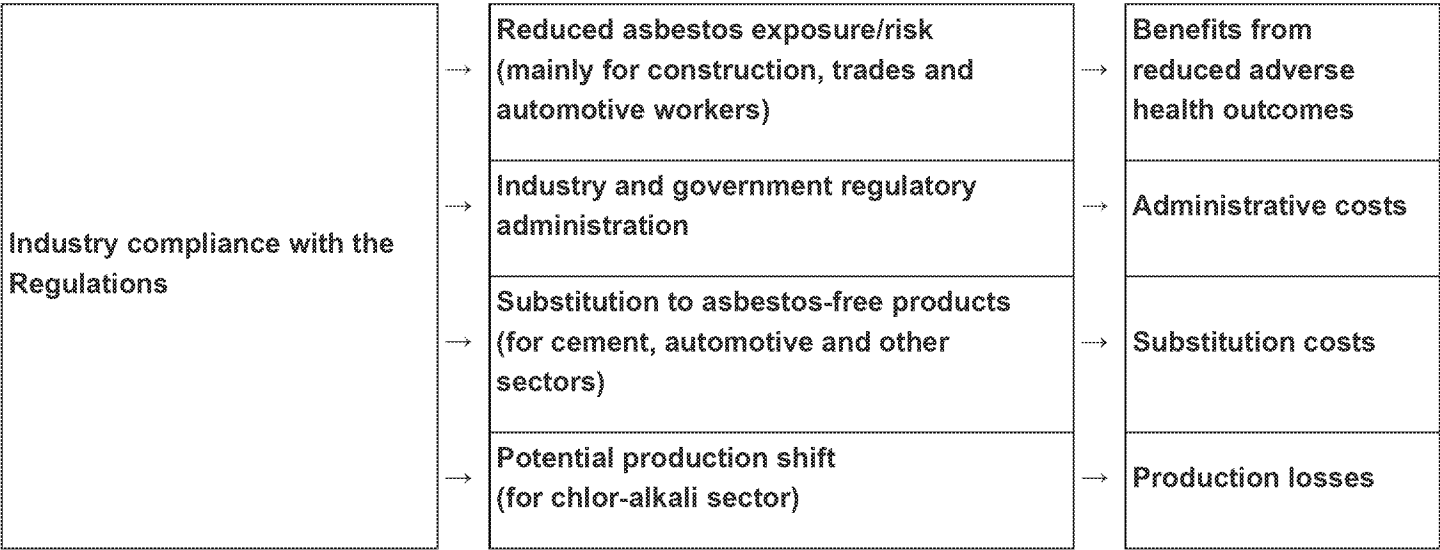 Industry compliance with the
Regulations
→
Reduced asbestos exposure/risk
(mainly for construction, trades and
automotive workers)
→
Benefits from
reduced adverse
health outcomes
→
Industry and government regulatory
administration
→
Administrative costs
→
Substitution to asbestos-free products
(for cement, automotive and other
sectors)
→
Substitution costs
→
Potential production shift
(for chlor-alkali sector)
→
Production losses